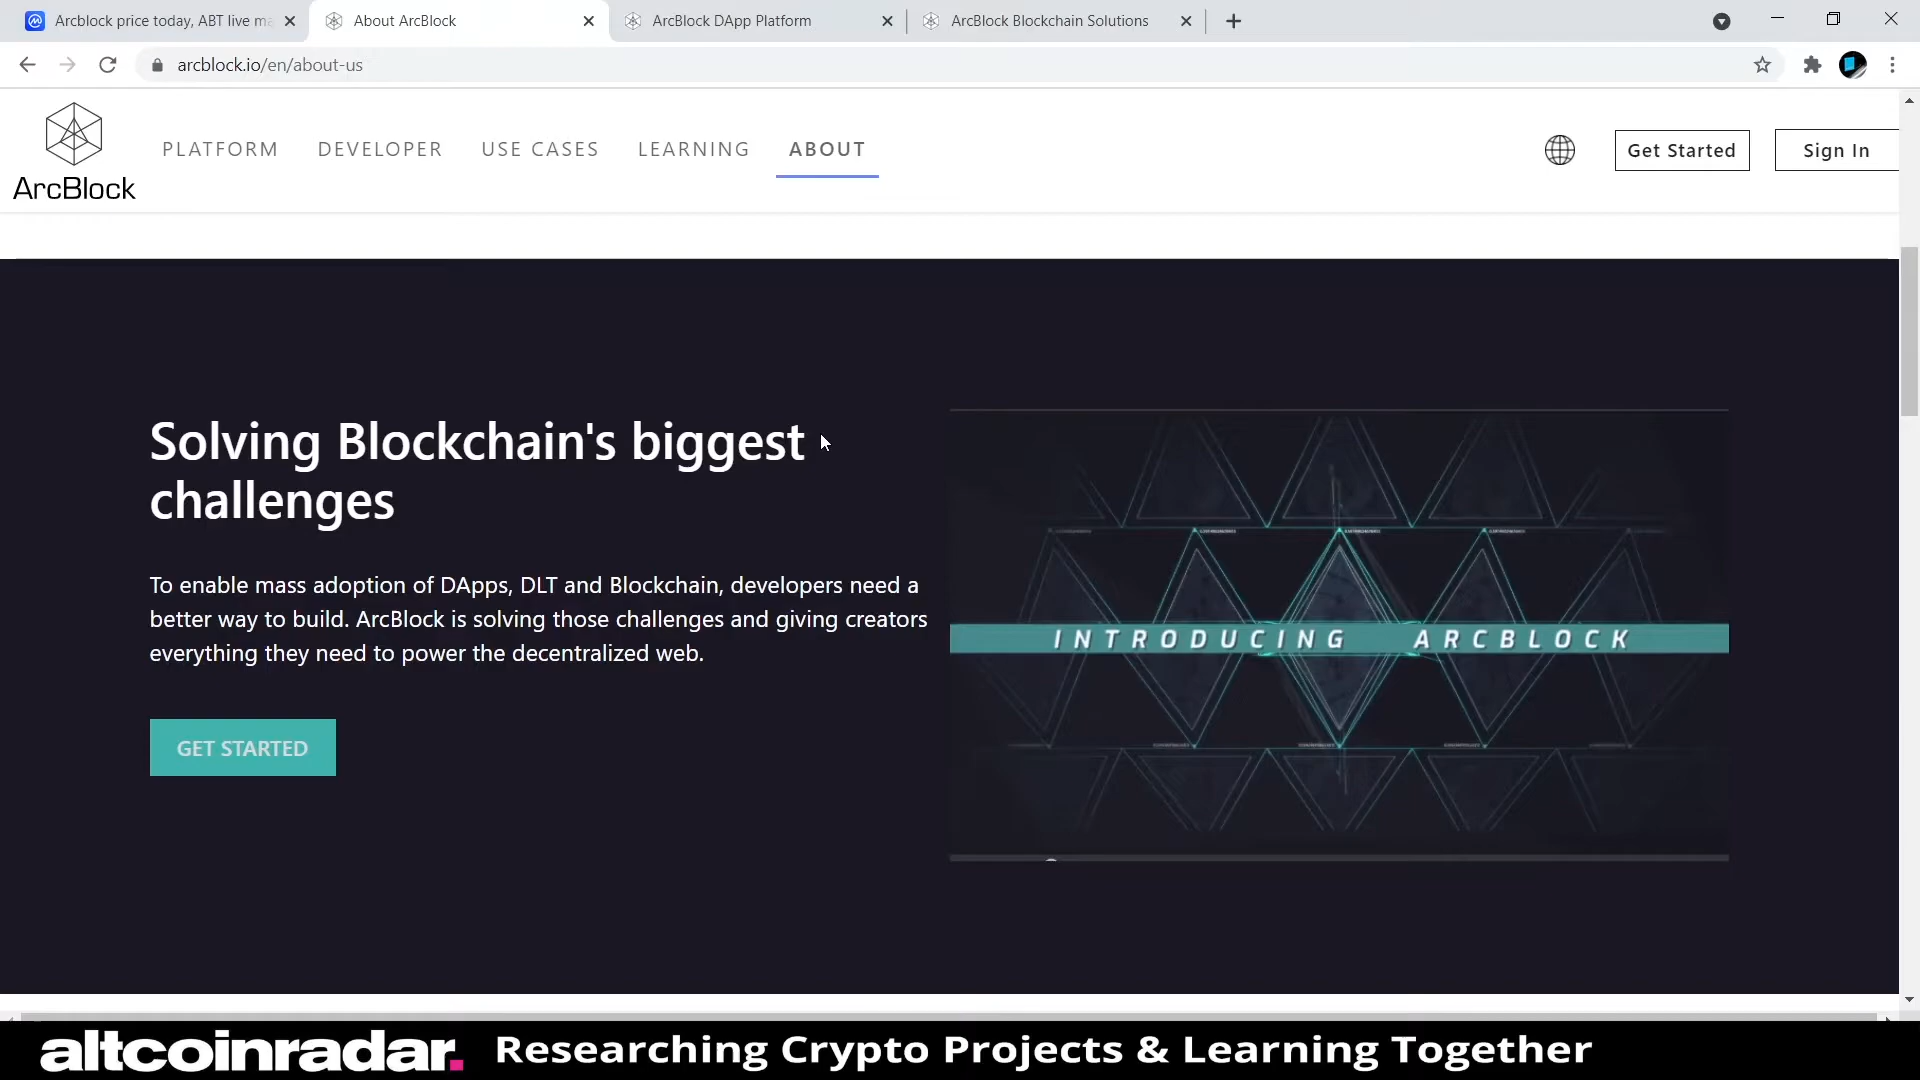 Arcblock price today, ABT live ma
About ArcBlock
ArcBlock DApp Platform
ArcBlock Blockchain Solutions
arcblock.io/en/about-us
ArcBlock
PLATFORM
DEVELOPER
USE CASES
LEARNING
ABOUT
Get Started
Sign In
Solving Blockchain's biggest
challenges
To enable mass adoption of DApps, DLT and Blockchain, developers need a
better way to build. ArcBlock is solving those challenges and giving creators
everything they need to power the decentralized web.
GET STARTED
INTRODUCING ARCBLOCK
altcoinradar.
Researching Crypto Projects & Learning Together